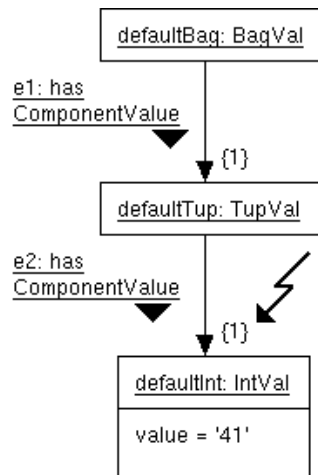 defaultBag: BagVal
e1: has
ComponentValue
{1}
defaultTup: TupVal
e2: has
ComponentValue
{1}
defaultInt: IntVal
value = '41'